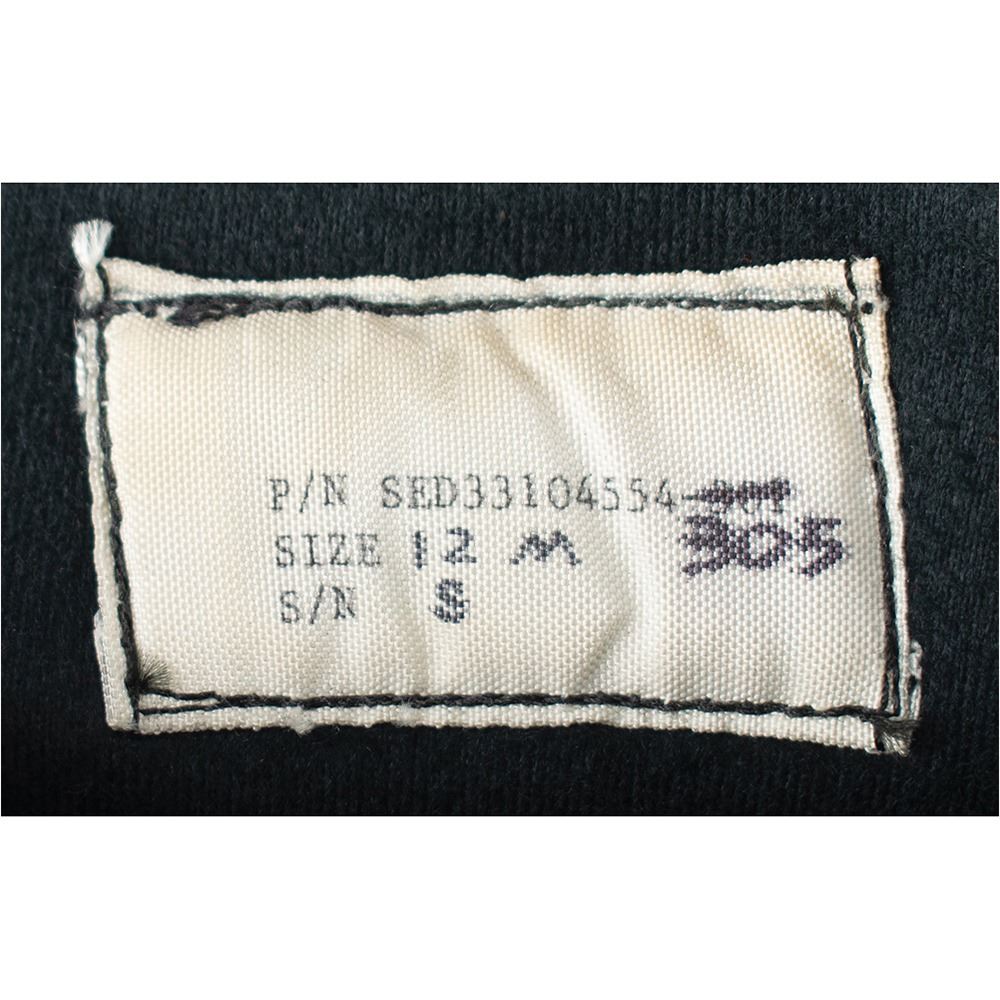 P/N SED33104554-
305
SIZE 12 M
S/N S